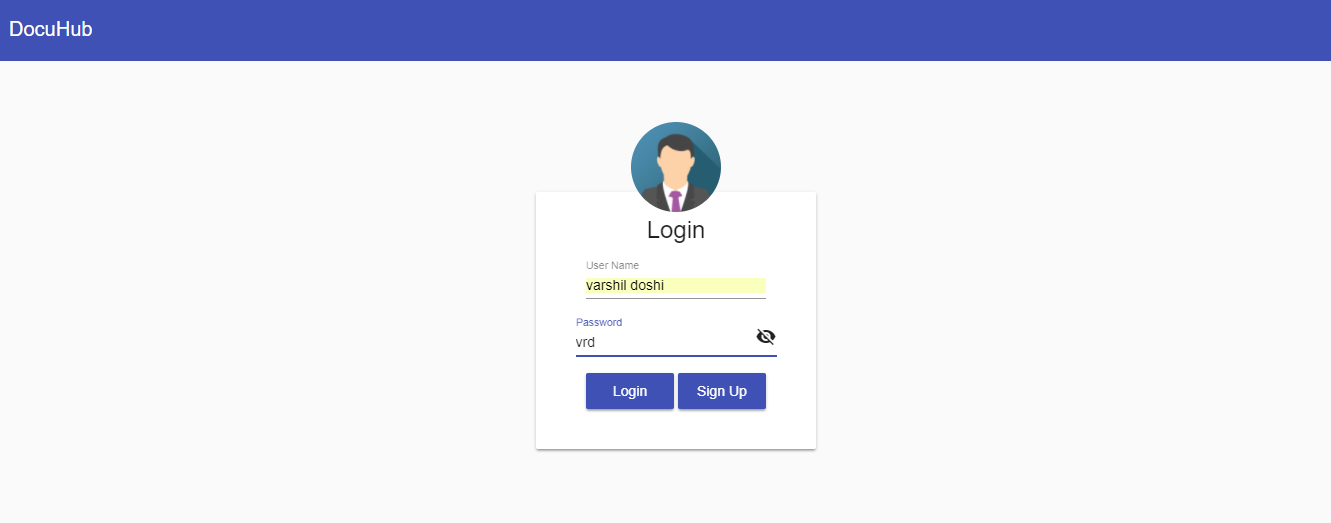 DocuHub
Login
User Name
varshil doshi
Password
vrd
Login Sign Up